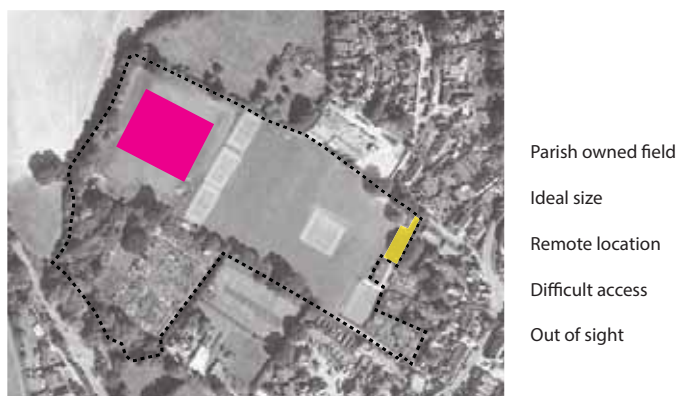 Parish owned field
Ideal size
Remote location
Difficult access
Out of sight